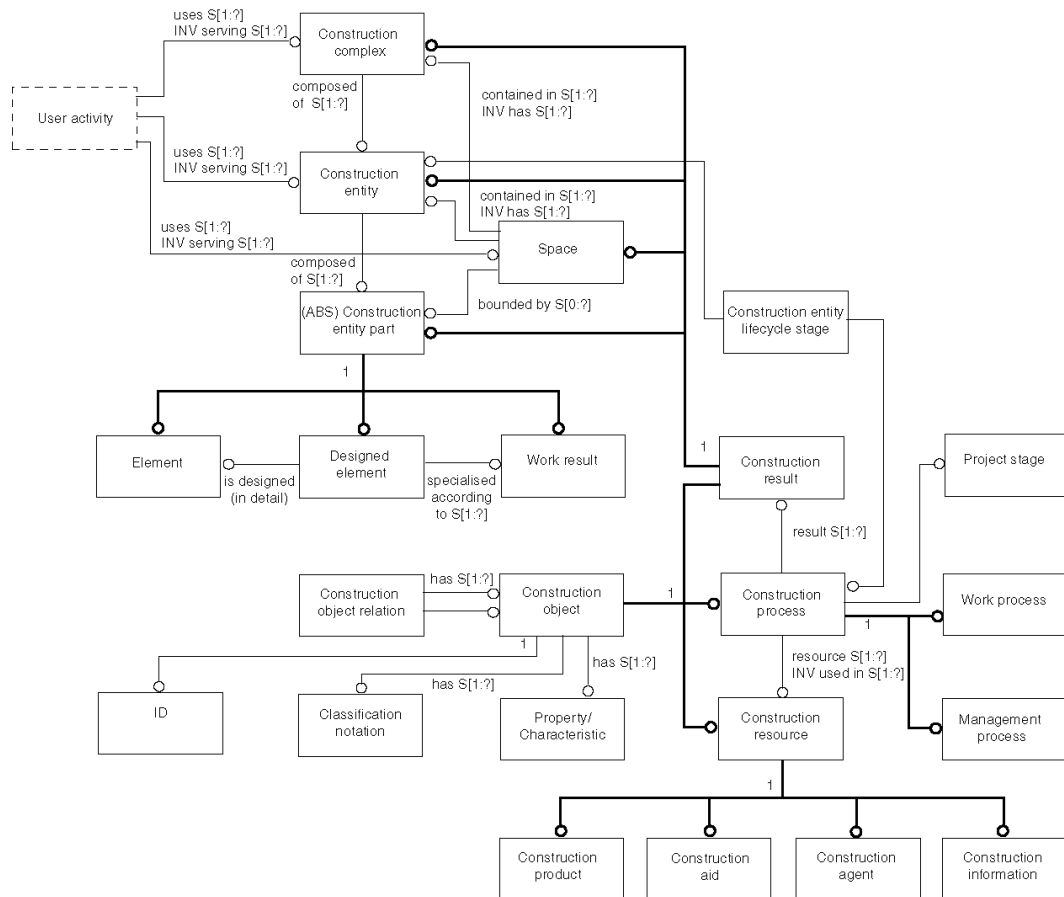 uses S[1:?]
INV serving S[1:?]
Construction
complex
composed
of S[1:?]
contained in S[1:?]
INV has S[1:?]
User activity
uses S[1:?]
INV serving S[1:?]
Construction
entity
contained in S[1:?]
INV has S[1:?]
uses S[1:?]
INV serving S[1:?]
Space
composed
of S[1:?]
bounded by S[0:?]
(ABS) Construction
entity part
Construction entity
lifecycle stage
1
Element
is designed
(in detail)
Designed
element
specialised
according
to S[1:?]
Work result
1
Construction
result
Project stage
result S[1:?]
Construction
object relation
has S[1:?]
Construction
object
1
Construction
process
1
Work process
1
has S[1:?]
has S[1:?]
resource S[1:?]
INV used in S[1:?]
ID
Classification
notation
Property/
Characteristic
Construction
resource
Management
process
1
Construction
product
Construction
aid
Construction
agent
Construction
information